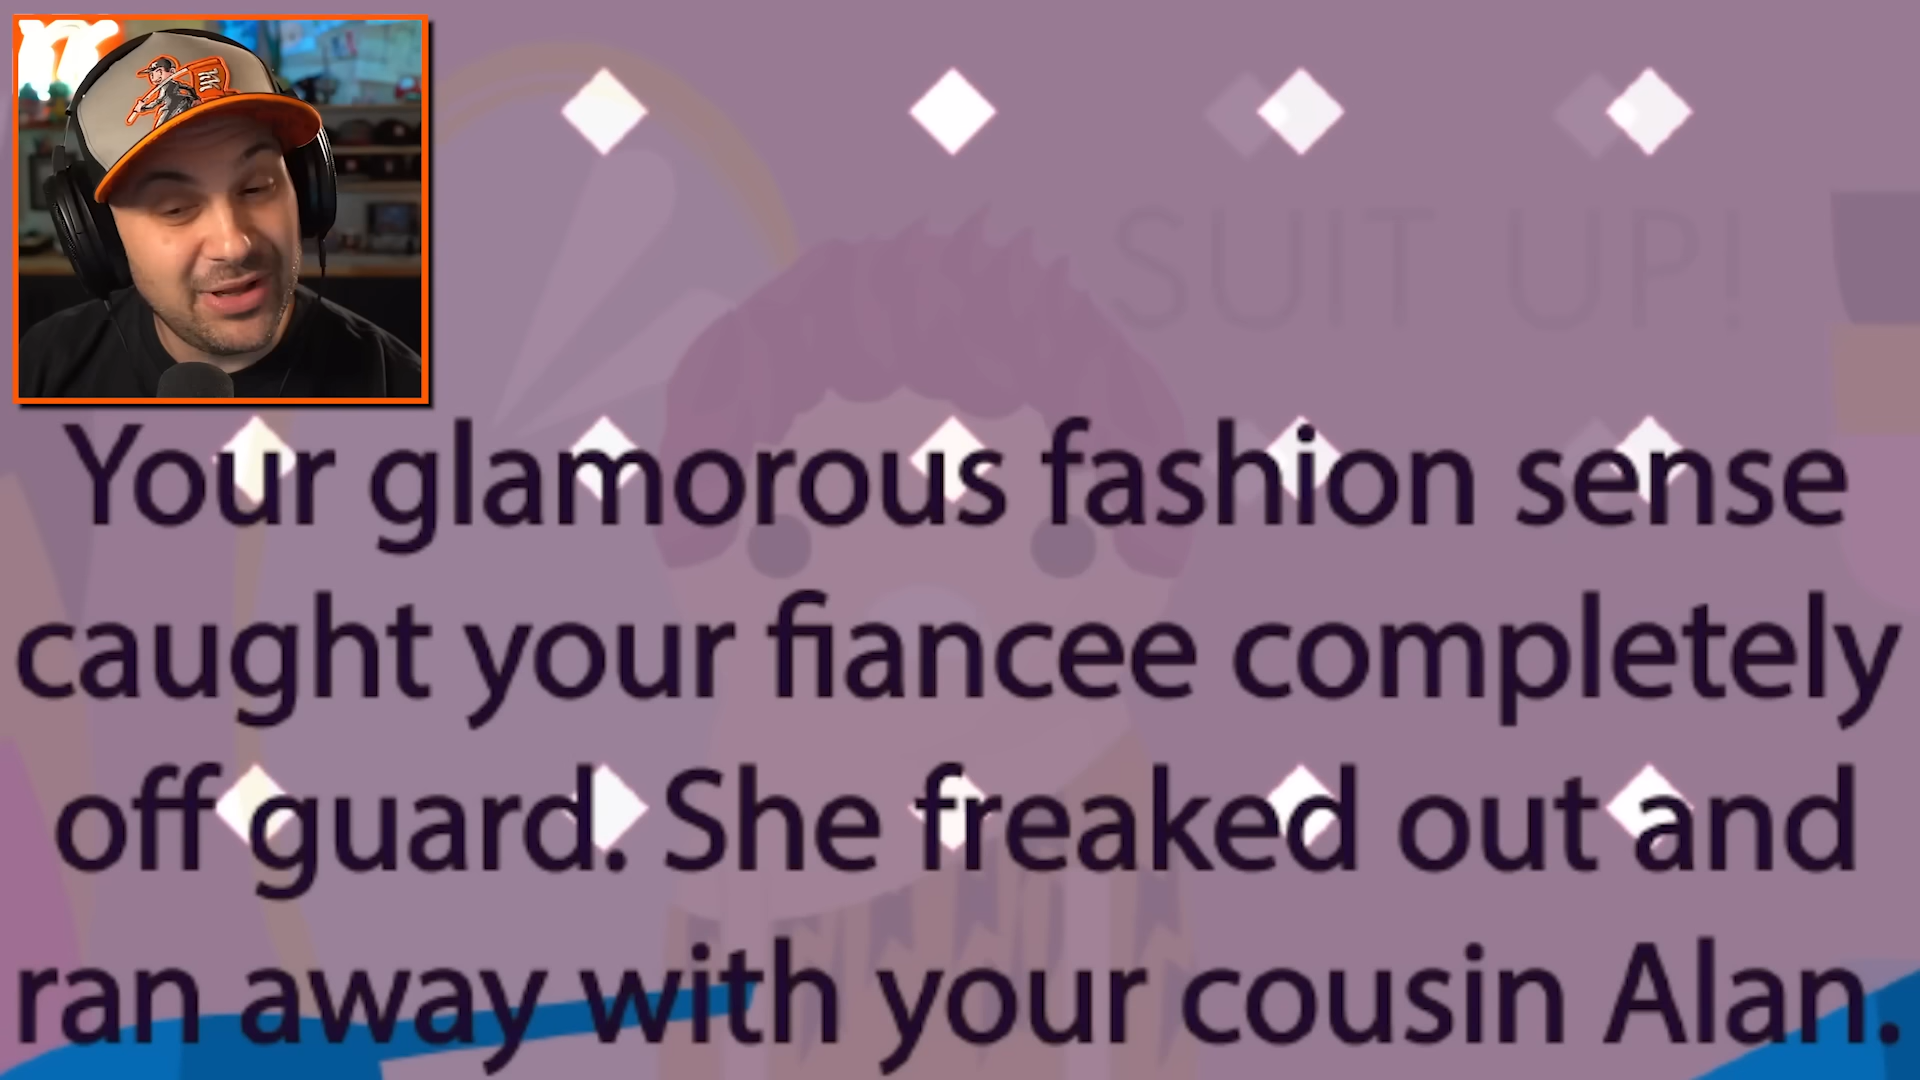 SUIT UP!
Your glamorous fashion sense
caught your fiancee completely
off guard. She freaked out and
ran away with your cousin Alan.